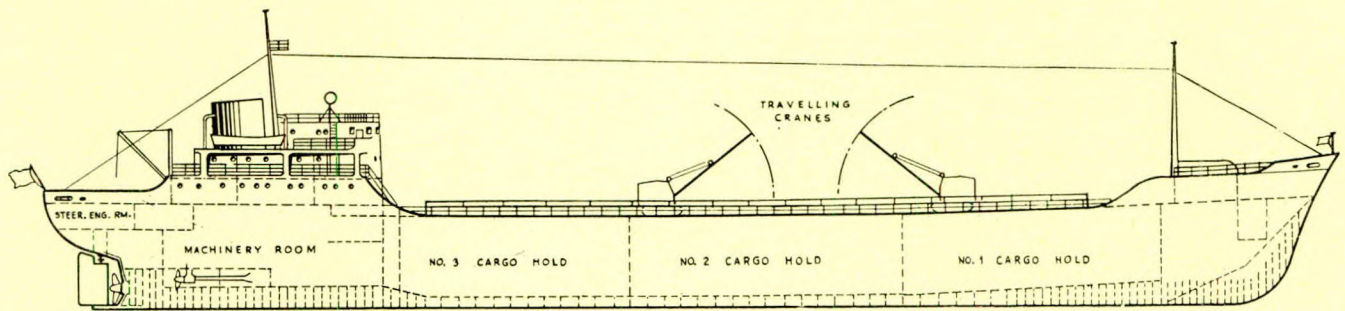 TRAVELLING
CRANES
STEER. ENG. RM.
MACHINERY ROOM
NO. 3 CARGO HOLD
NO. 2 CARGO HOLD
NO. 1 CARGO HOLD